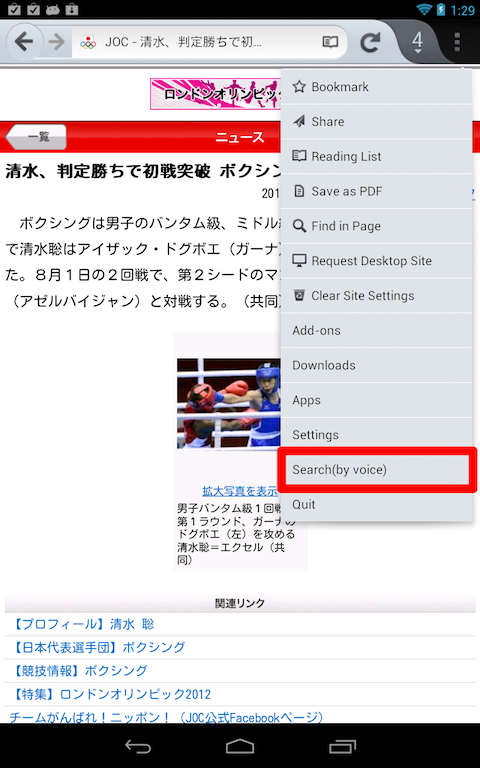 1:29
JOC - 清水、判定勝ちで初…
4
ロンドンオリンピック
一覧
ニュース
清水、判定勝ちで初戦突破 ボクシン
201
ボクシングは男子のバンタム級、ミドル
で清水聡はアイザック・ドグボエ（ガーナ）
た。８月１日の２回戦で、第２シードのマ
（アゼルバイジャン）と対戦する。（共同）
拡大写真を表示
男子バンタム級１回戦
第１ラウンド、ガーナの
ドグボエ（左）を攻める
清水聡＝エクセル（共
同）
関連リンク
【プロフィール】清水 聡
【日本代表選手団】ボクシング
【競技情報】ボクシング
【特集】ロンドンオリンピック2012
チームがんばれ！ニッポン！（JOC公式Facebookページ）
Bookmark
Share
Reading List
Save as PDF
Find in Page
Request Desktop Site
Clear Site Settings
Add-ons
Downloads
Apps
Settings
Search(by voice)
Quit